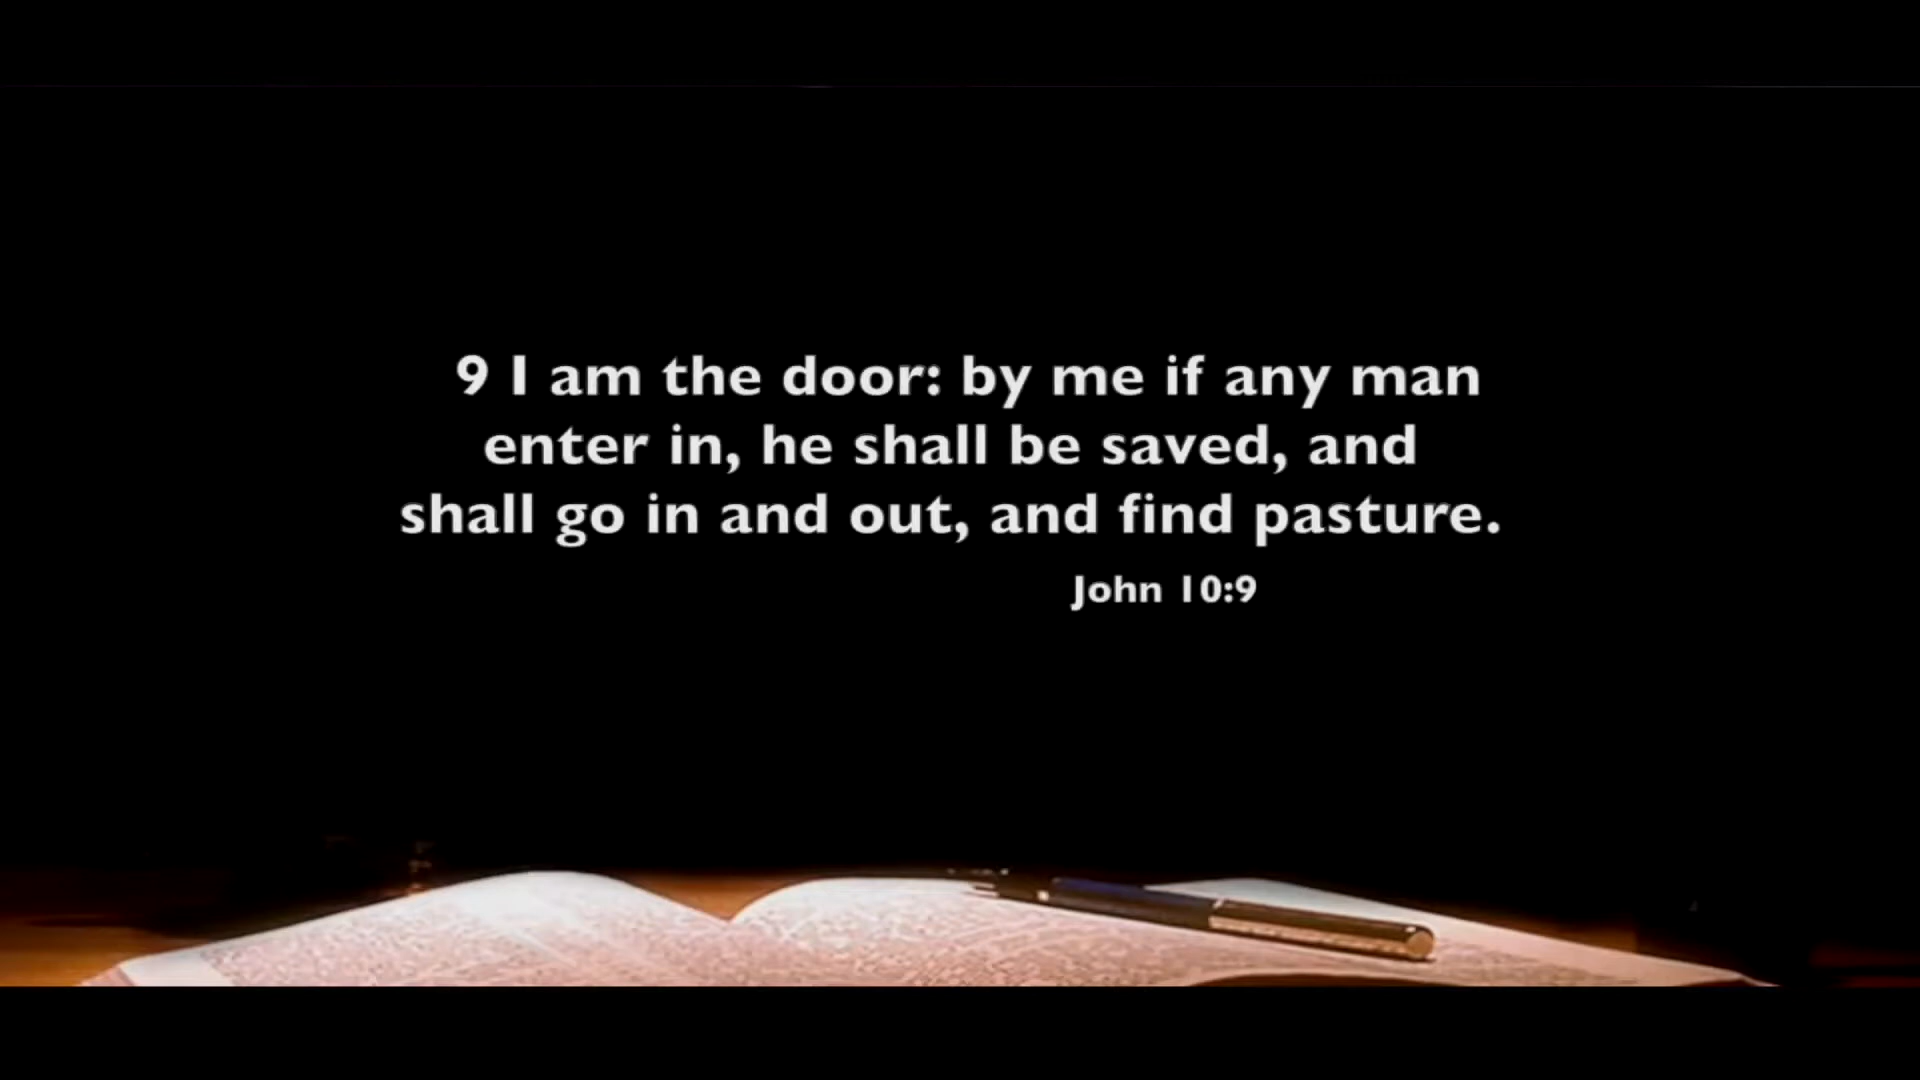 9 I am the door: by me if any man
enter in, he shall be saved, and
shall go in and out, and find pasture.
John 10:9